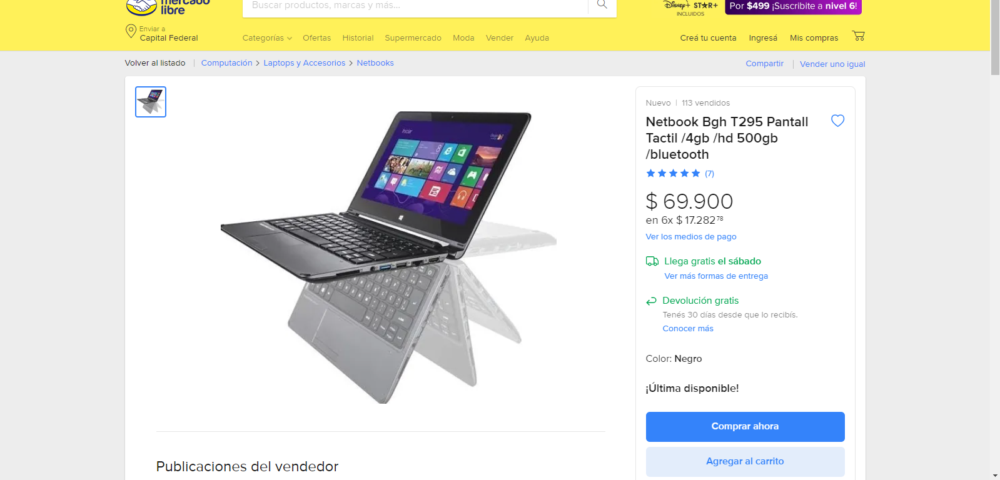 mercado
libre
Buscar productos, marcas y más...
Disney+ STAR+
INCLUIDOS
Por $499 ¡Suscribite a nivel 6!
Enviar a
Capital Federal
Categorías Ofertas Historial Supermercado Moda Vender Ayuda
Creá tu cuenta Ingresá Mis compras
Volver al listado | Computación > Laptops y Accesorios > Netbooks
Compartir | Vender uno igual
Nuevo | 113 vendidos
Netbook Bgh T295 Pantall
Tactil /4gb /hd 500gb
/bluetooth
(7)
$ 69.900
en 6x $ 17.282 78
Ver los medios de pago
Llega gratis el sábado
Ver más formas de entrega
Devolución gratis
Tenés 30 días desde que lo recibís.
Conocer más
Color: Negro
¡Última disponible!
Comprar ahora
Agregar al carrito
Iniciar
Publicaciones del vendedor